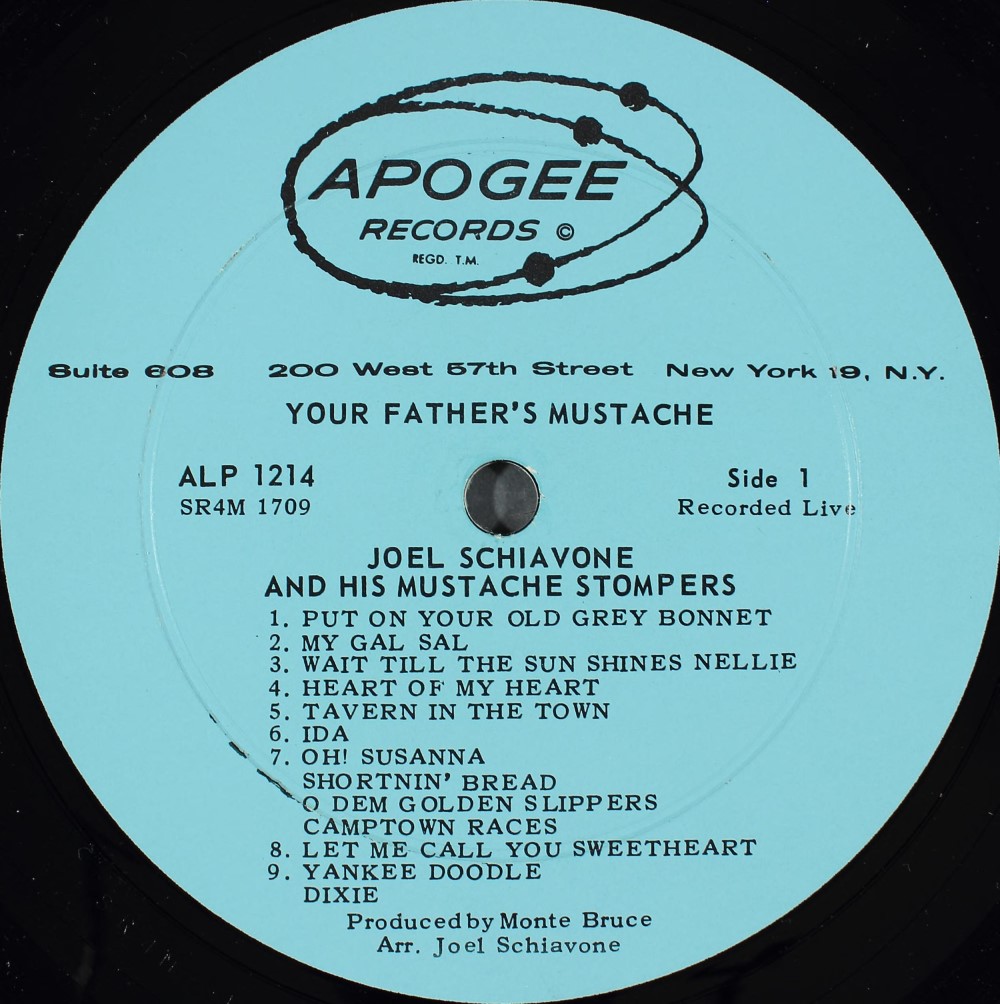 APOGEE
RECORDS ©
REGD. T.M.
Suite 608 200 West 57th Street New York 19, N.Y.
YOUR FATHER'S MUSTACHE
ALP 1214 Side 1
SR4M 1709 Recorded Live
JOEL SCHIAVONE
AND HIS MUSTACHE STOMPERS
1. PUT ON YOUR OLD GREY BONNET
2. MY GAL SAL
3. WAIT TILL THE SUN SHINES NELLIE
4. HEART OF MY HEART
5. TAVERN IN THE TOWN
6. IDA
7. OH! SUSANNA
SHORTNIN' BREAD
O DEM GOLDEN SLIPPERS
CAMPTOWN RACES
8. LET ME CALL YOU SWEETHEART
9. YANKEE DOODLE
DIXIE
Produced by Monte Bruce
Arr. Joel Schiavone